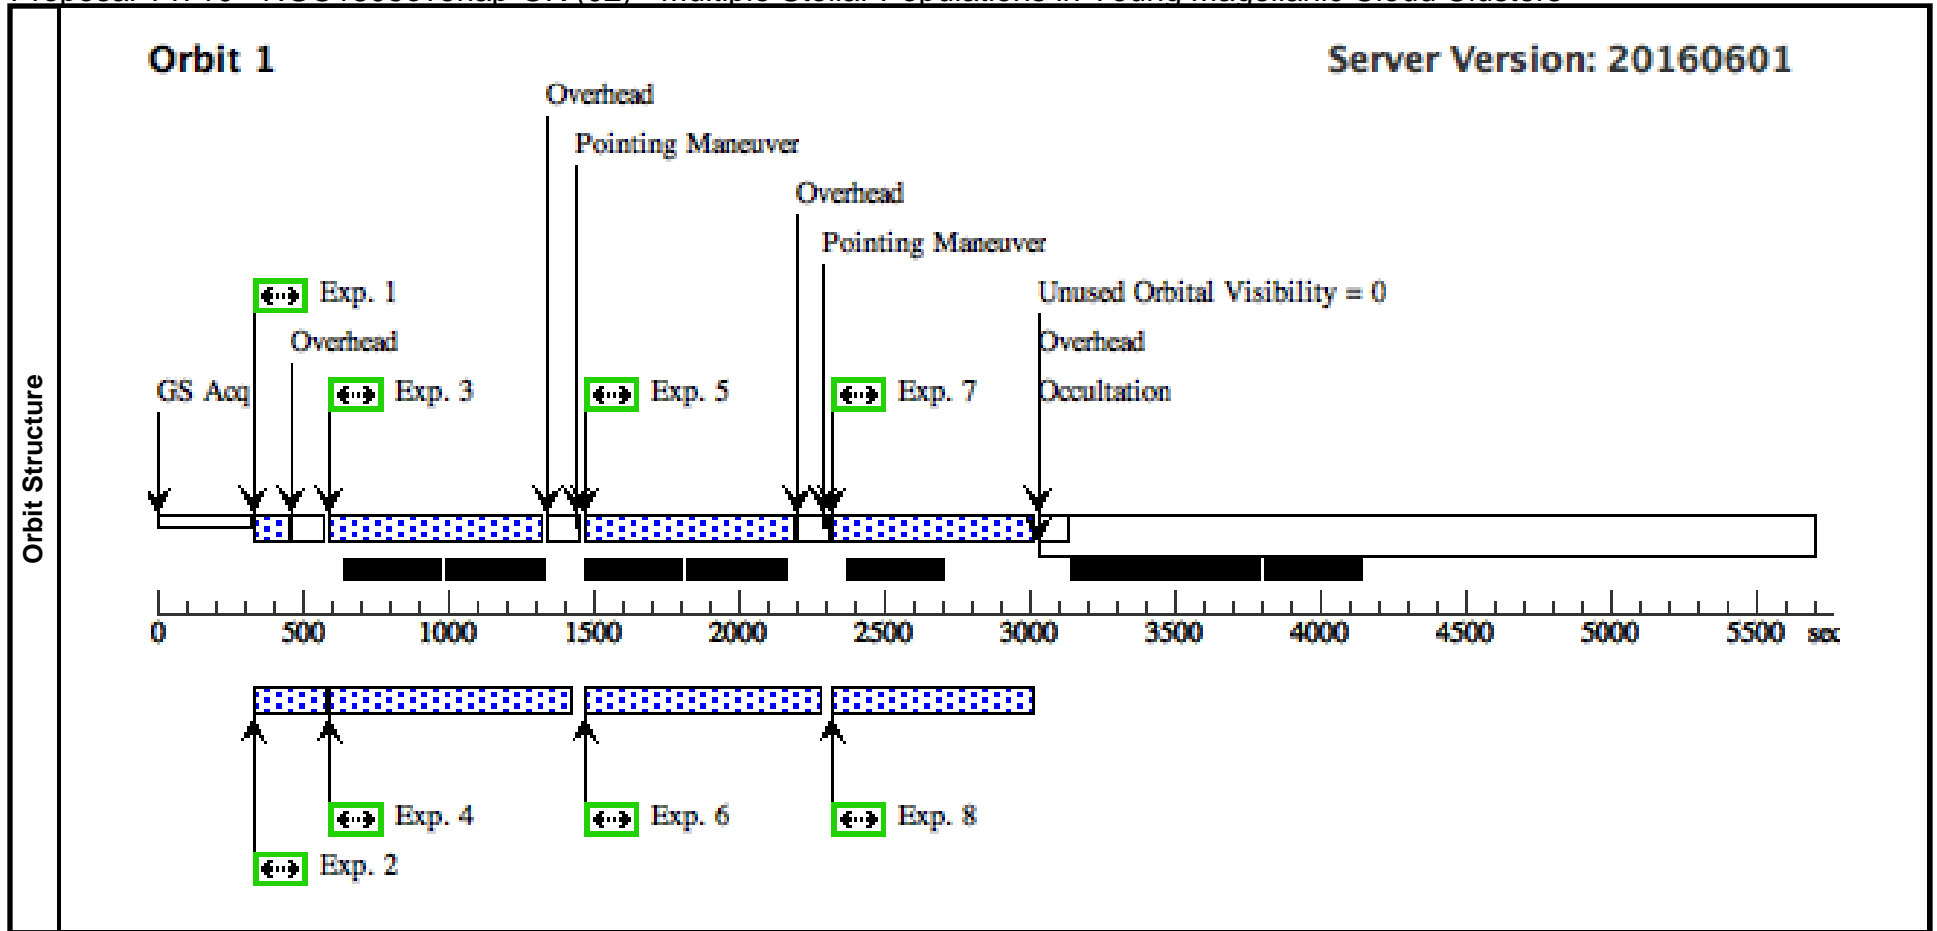 Orbit 1
Server Version: 20160601
Overhead
Pointing Maneuver
Overhead
Pointing Maneuver
Exp. 1
Unused Orbital Visibility = 0
Overhead
Overhead
GS Acq
Exp. 3
Exp. 5
Exp. 7
Occultation
Orbit Structure
0 500 1000 1500 2000 2500 3000 3500 4000 4500 5000 5500 sec
Exp. 4
Exp. 6
Exp. 8
Exp. 2